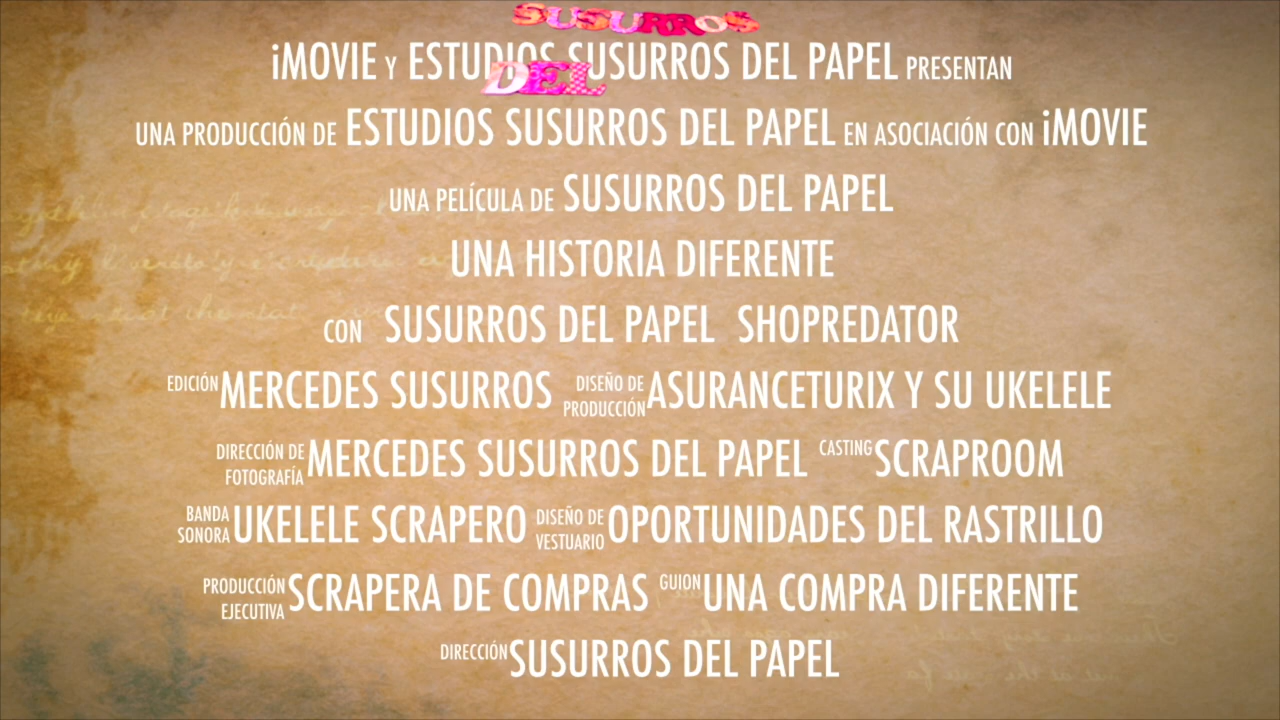 SUSURROS
iMOVIE Y ESTUDIOS SUSURROS DEL PAPEL PRESENTAN
DEL
UNA PRODUCCIÓN DE ESTUDIOS SUSURROS DEL PAPEL EN ASOCIACIÓN CON iMOVIE
UNA PELÍCULA DE SUSURROS DEL PAPEL
UNA HISTORIA DIFERENTE
CON SUSURROS DEL PAPEL SHOPREDATOR
EDICIÓN MERCEDES SUSURROS DISEÑO DE PRODUCCIÓN ASURANCETURIX Y SU UKELELE
DIRECCIÓN DE FOTOGRAFÍA MERCEDES SUSURROS DEL PAPEL CASTING SCRAPROOM
BANDA SONORA UKELELE SCRAPERO DISEÑO DE VESTUARIO OPORTUNIDADES DEL RASTRILLO
PRODUCCIÓN EJECUTIVA SCRAPERA DE COMPRAS GUION UNA COMPRA DIFERENTE
DIRECCIÓN SUSURROS DEL PAPEL